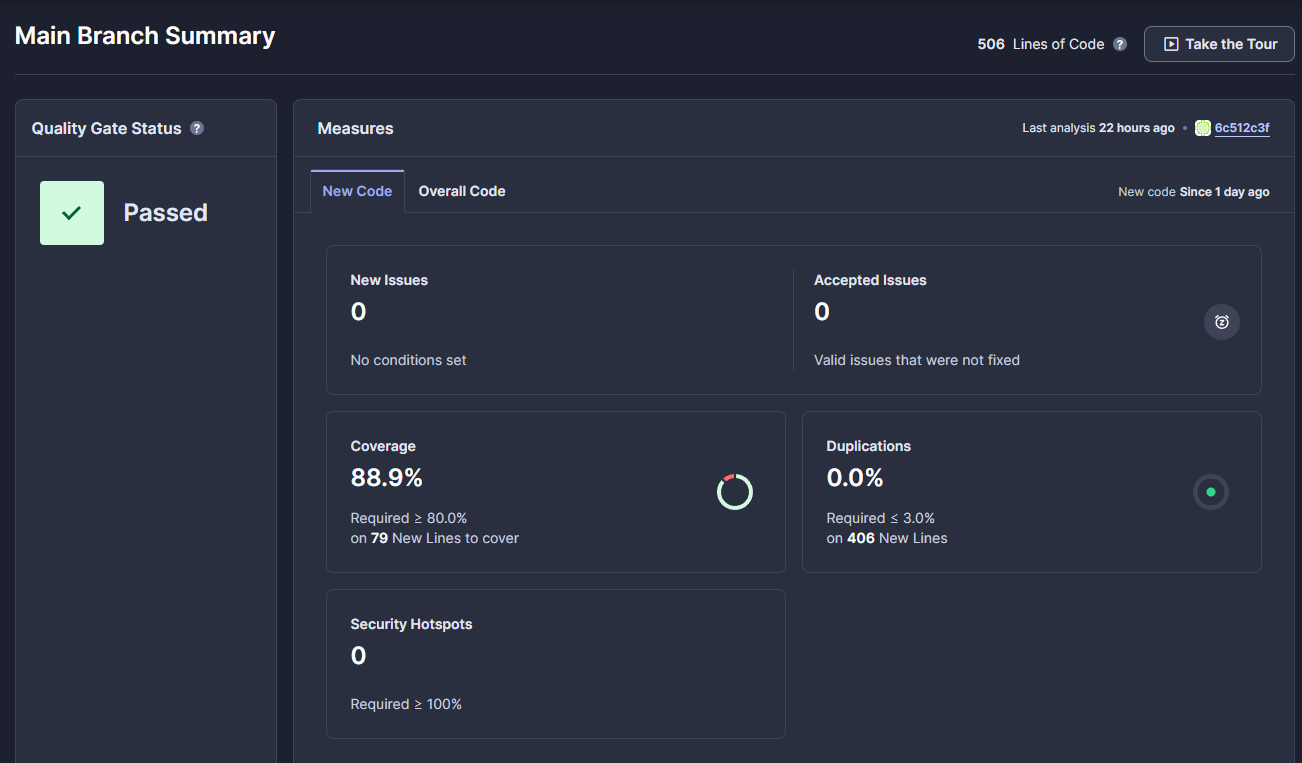 Main Branch Summary
506 Lines of Code ?
Take the Tour
Quality Gate Status ?
Passed
Measures
Last analysis 22 hours ago • 6c512c3f
New Code
Overall Code
New code Since 1 day ago
New Issues
0
No conditions set
Accepted Issues
0
Valid issues that were not fixed
Coverage
88.9%
Required ≥ 80.0%
on 79 New Lines to cover
Duplications
0.0%
Required ≤ 3.0%
on 406 New Lines
Security Hotspots
0
Required ≥ 100%